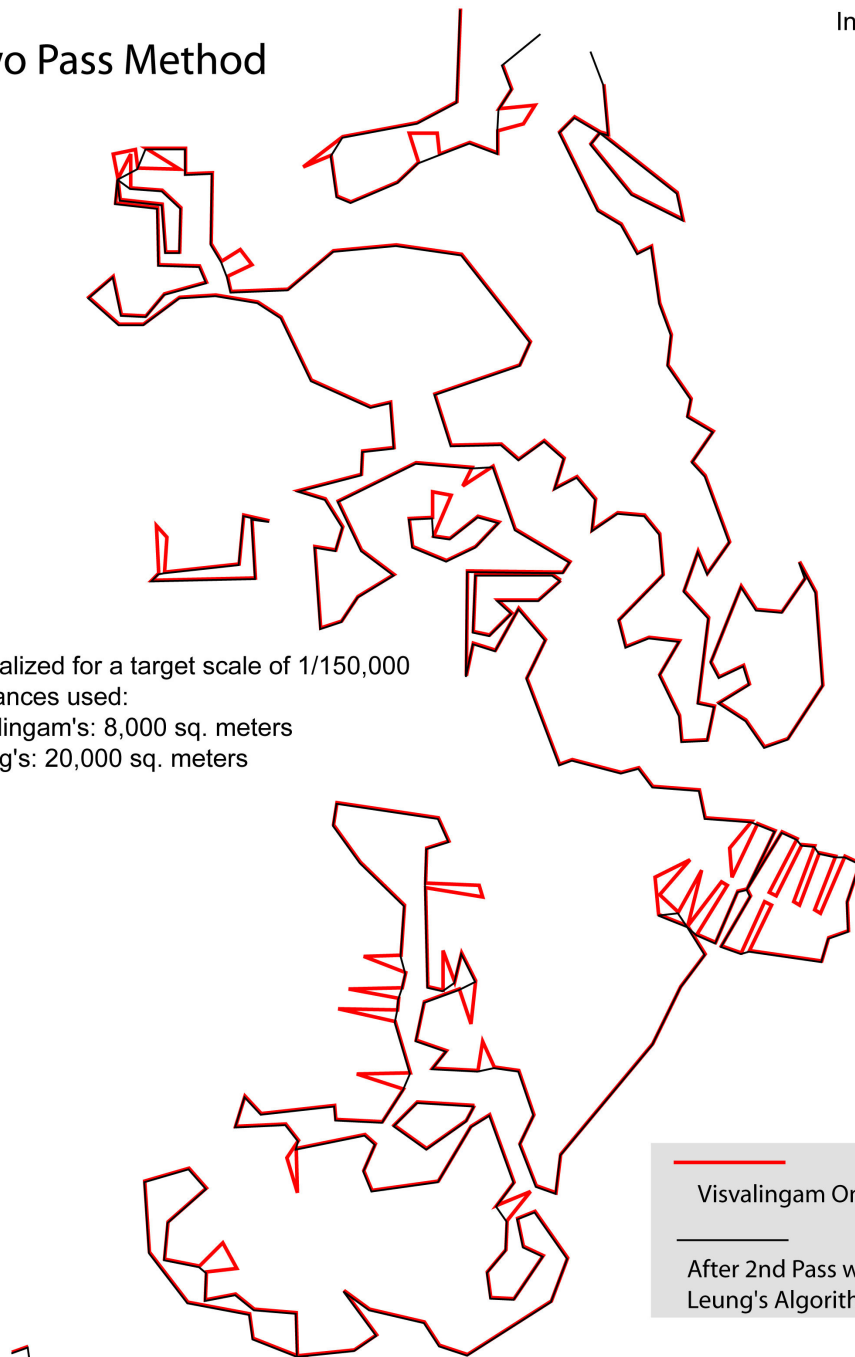 In
vo Pass Method
alized for a target scale of 1/150,000
ances used:
lingam's: 8,000 sq. meters
g's: 20,000 sq. meters
Visvalingam Or
After 2nd Pass w
Leung's Algorith